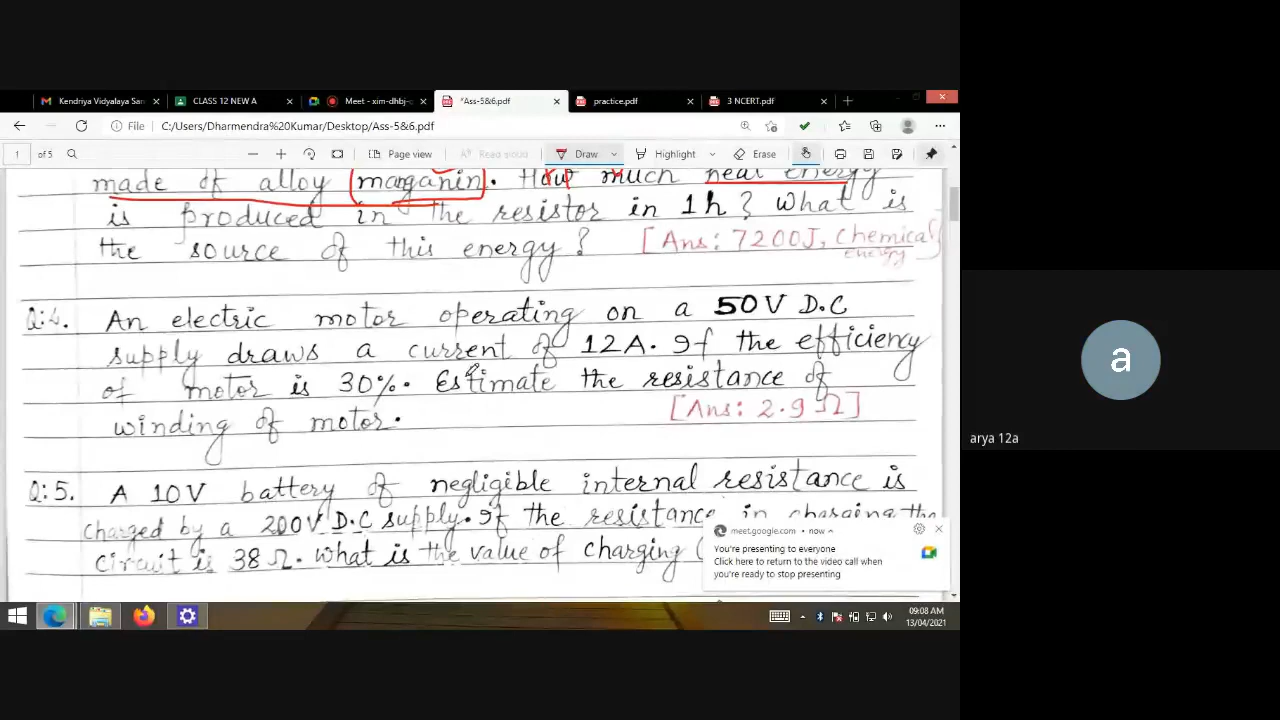 Kendriya Vidyalaya San
CLASS 12 NEW A
Meet - xim-dhbj-c
*Ass-5&6.pdf
practice.pdf
3 NCERT.pdf
File
C:/Users/Dharmendra%20Kumar/Desktop/Ass-5&6.pdf
1 of 5
Page view
Read aloud
Draw
Highlight
Erase
made of alloy marganin. How much heat energy
is produced in the resistor in 1h? What is
the source of this energy? [Ans: 7200J, Chemical
energy
Q:4. An electric motor operating on a 50V D.C
supply draws a current of 12A. If the efficiency
of motor is 30%. Estimate the resistance of
winding of motor. [Ans: 2.9 Ω]
Q:5. A 10V battery of negligible internal resistance is
charged by a 200V D.C supply. If the resistance in charging the
circuit is 38 Ω. What is the value of charging (
meet.google.com • now
You're presenting to everyone
Click here to return to the video call when
you're ready to stop presenting
09:08 AM
13/04/2021
a
arya 12a